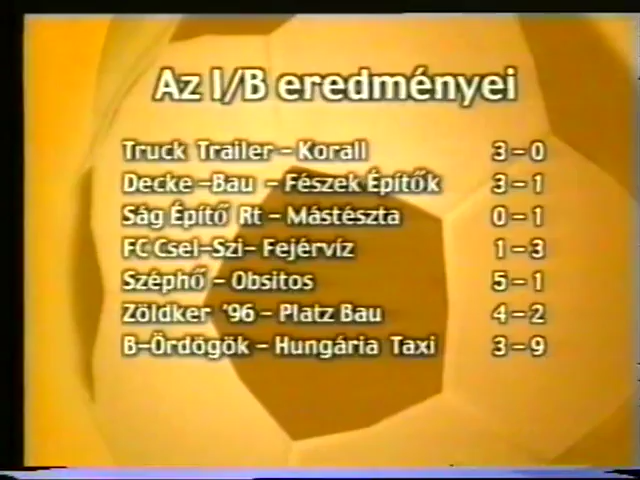 Az I/B eredményei
Truck Trailer – Korall 3 – 0
Decke –Bau – Fészek Építők 3 – 1
Ság Építő Rt – Mástészta 0 – 1
FC Csel–Szi– Fejérvíz 1 – 3
Széphő – Obsitos 5 – 1
Zöldker '96 – Platz Bau 4 – 2
B–Ördögök – Hungária Taxi 3 – 9